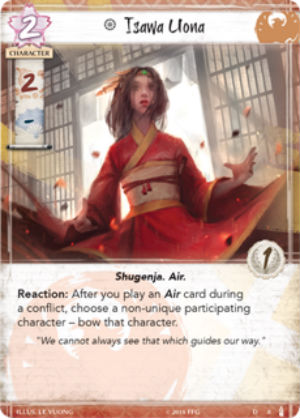 2
Isawa Uona
CHARACTER
2
1
Shugenja. Air.
Reaction: After you play an Air card during
a conflict, choose a non-unique participating
character – bow that character.
"We cannot always see that which guides our way."
ILLUS: LE VUONG
FFG
D